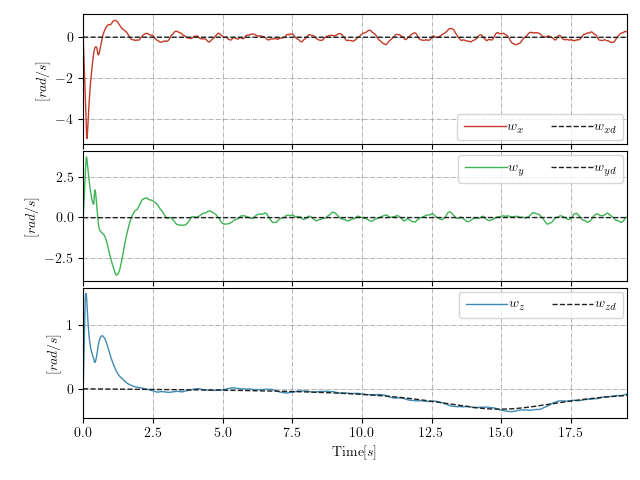 0
−2
−4
[rad/s]
w_x w_xd
2.5
0.0
−2.5
[rad/s]
w_y w_yd
1
0
[rad/s]
w_z w_zd
0.0 2.5 5.0 7.5 10.0 12.5 15.0 17.5
Time[s]